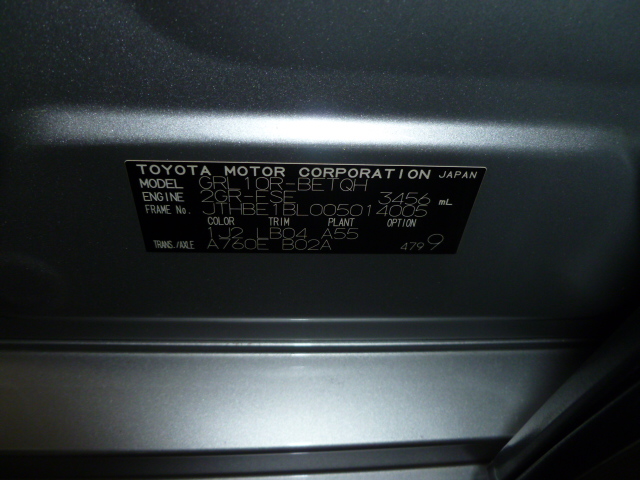 TOYOTA MOTOR CORPORATION JAPAN
MODEL GRL10R-BETQH
ENGINE 2GR-FSE 3456 mL
FRAME No. JTHBE1BL005014005
COLOR TRIM PLANT OPTION
1J2 LB04 A55
TRANS./AXLE A760E B02A 479 9